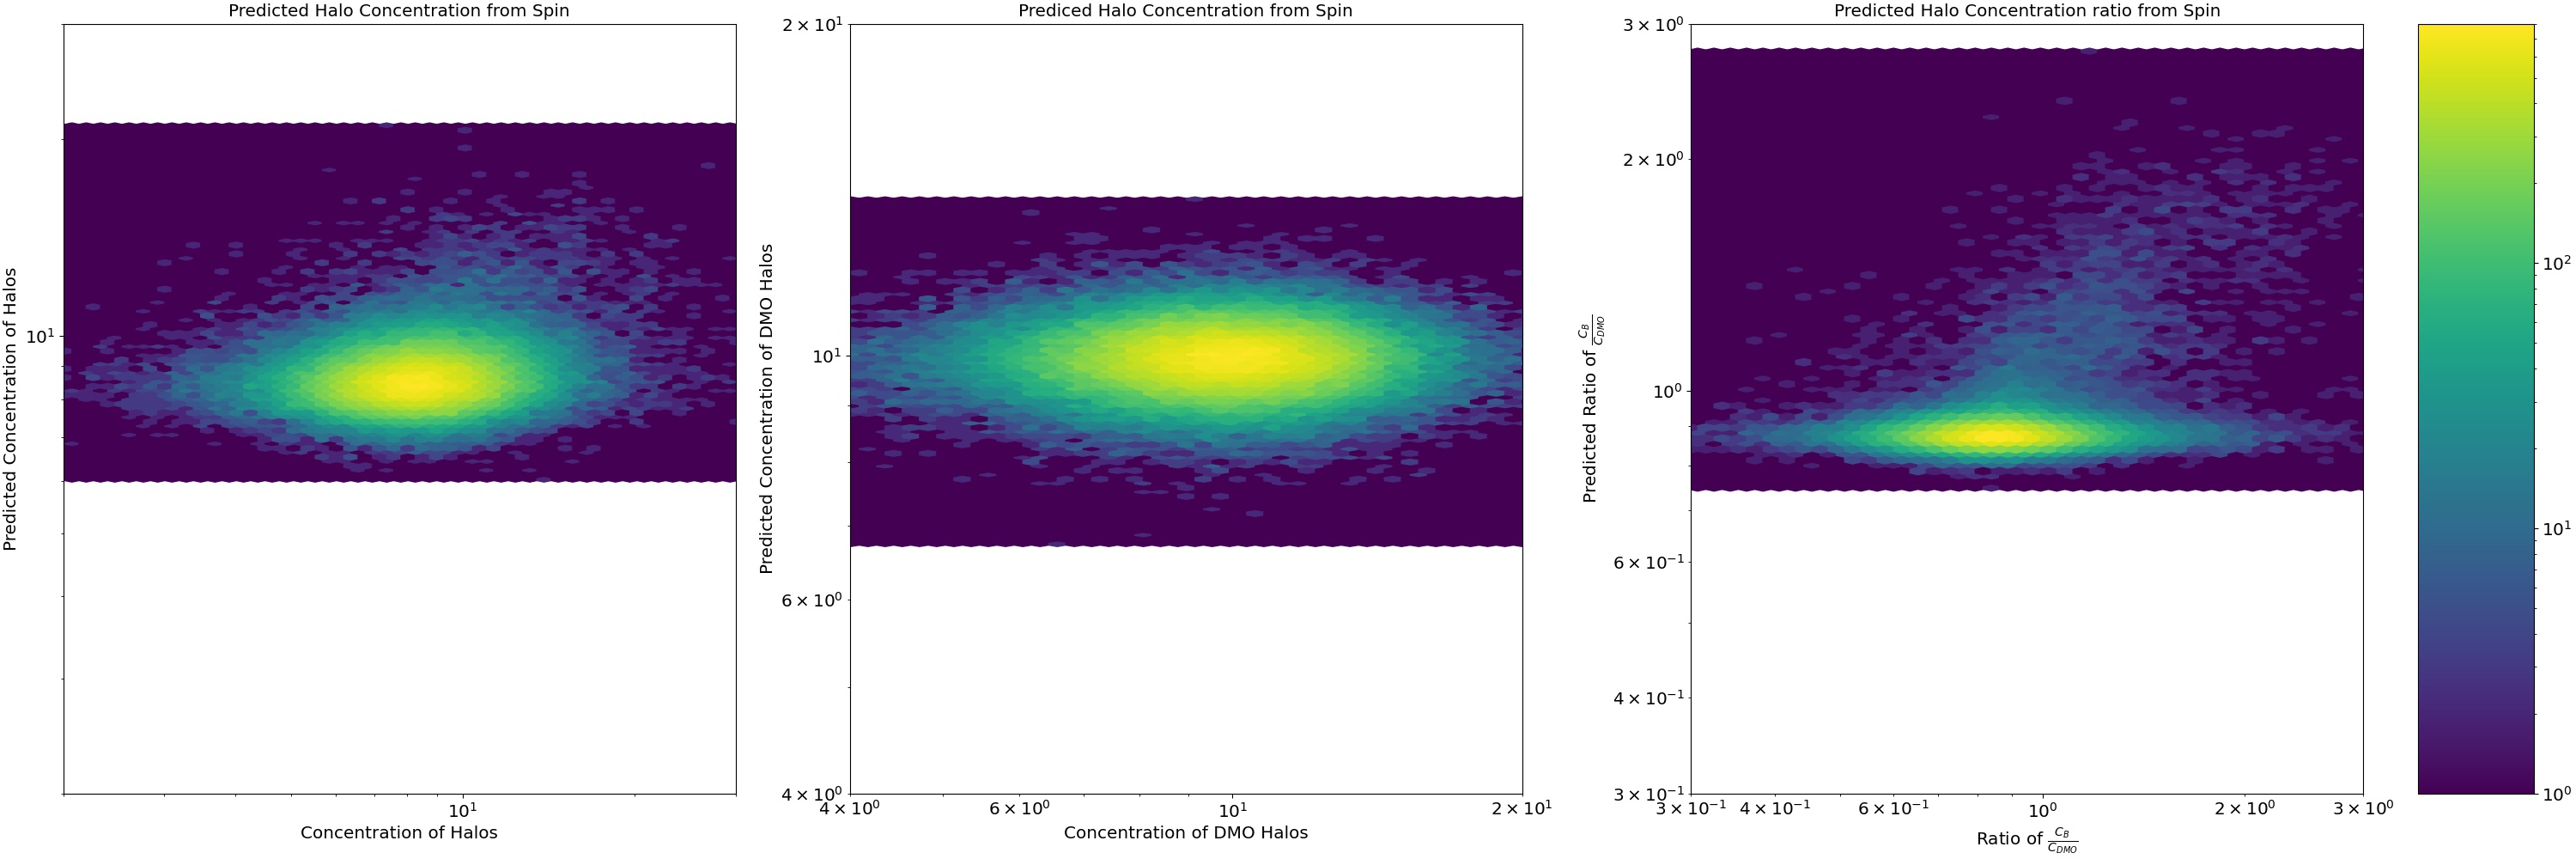 Predicted Halo Concentration from Spin
Predicted Concentration of Halos
10¹
10¹
Concentration of Halos
Prediced Halo Concentration from Spin
Predicted Concentration of DMO Halos
2 × 10¹
10¹
6 × 10⁰
4 × 10⁰
4 × 10⁰ 6 × 10⁰ 10¹ 2 × 10¹
Concentration of DMO Halos
Predicted Halo Concentration ratio from Spin
Predicted Ratio of C_B/C_DMO
3 × 10⁰
2 × 10⁰
10⁰
6 × 10⁻¹
4 × 10⁻¹
3 × 10⁻¹
3 × 10⁻¹ 4 × 10⁻¹ 6 × 10⁻¹ 10⁰ 2 × 10⁰ 3 × 10⁰
Ratio of C_B/C_DMO
10²
10¹
10⁰